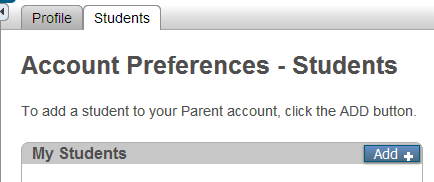 Profile Students
Account Preferences - Students
To add a student to your Parent account, click the ADD button.
My Students Add +